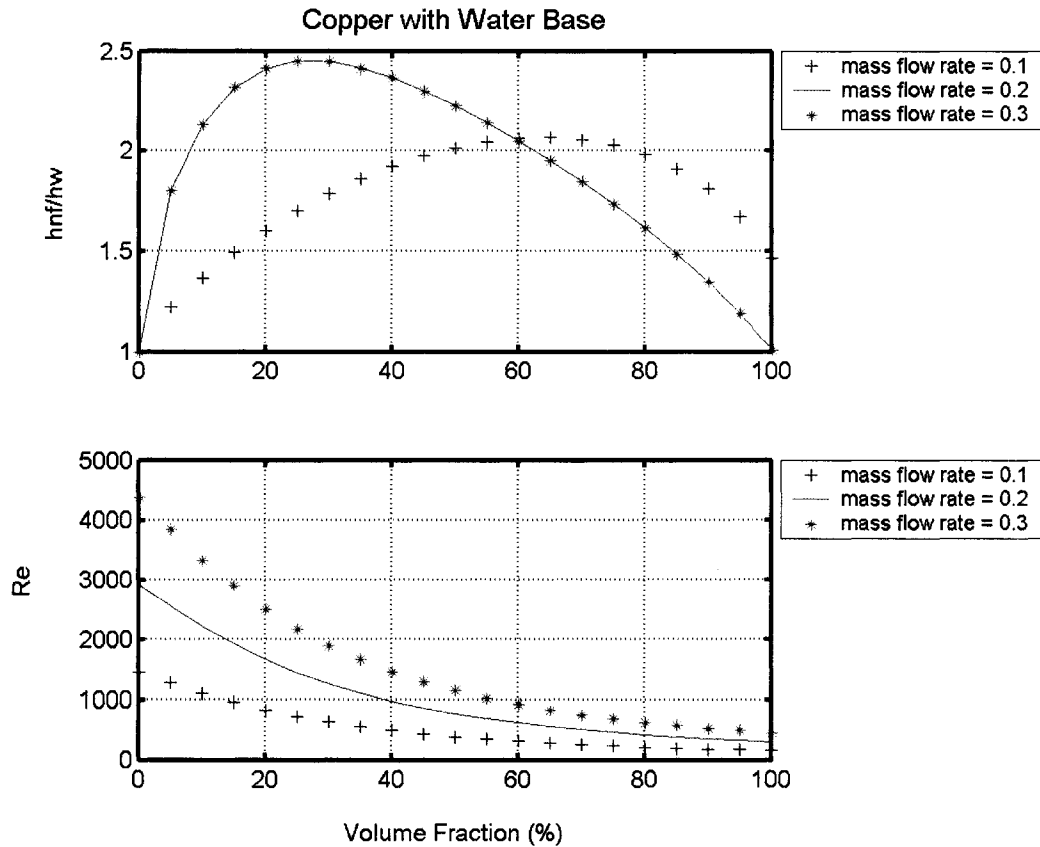 Copper with Water Base
2.5
2
1.5
1
hnf/hw
0 20 40 60 80 100
+ mass flow rate = 0.1
mass flow rate = 0.2
* mass flow rate = 0.3
5000
4000
3000
2000
1000
0
Re
0 20 40 60 80 100
Volume Fraction (%)
+ mass flow rate = 0.1
mass flow rate = 0.2
* mass flow rate = 0.3